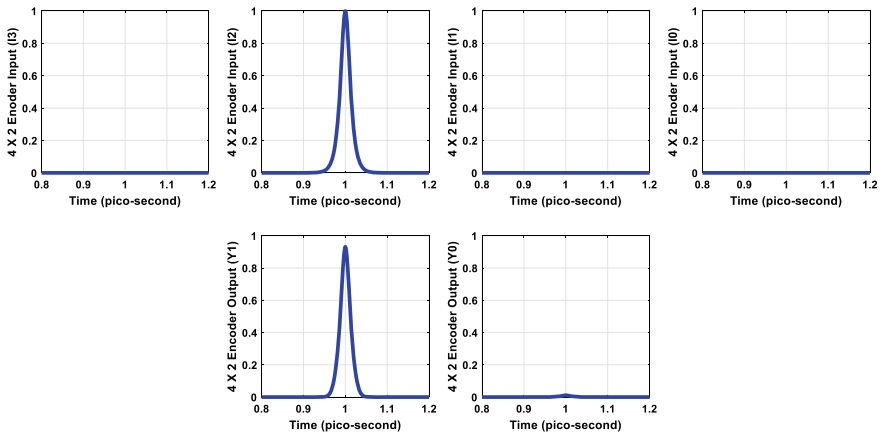 4 X 2 Enoder Input (I3)
1
0.8
0.6
0.4
0.2
0
0.8 0.9 1 1.1 1.2
Time (pico-second)
4 X 2 Enoder Input (I2)
1
0.8
0.6
0.4
0.2
0
0.8 0.9 1 1.1 1.2
Time (pico-second)
4 X 2 Enoder Input (I1)
1
0.8
0.6
0.4
0.2
0
0.8 0.9 1 1.1 1.2
Time (pico-second)
4 X 2 Enoder Input (I0)
1
0.8
0.6
0.4
0.2
0
0.8 0.9 1 1.1 1.2
Time (pico-second)
4 X 2 Encoder Output (Y1)
1
0.8
0.6
0.4
0.2
0
0.8 0.9 1 1.1 1.2
Time (pico-second)
4 X 2 Encoder Output (Y0)
1
0.8
0.6
0.4
0.2
0
0.8 0.9 1 1.1 1.2
Time (pico-second)